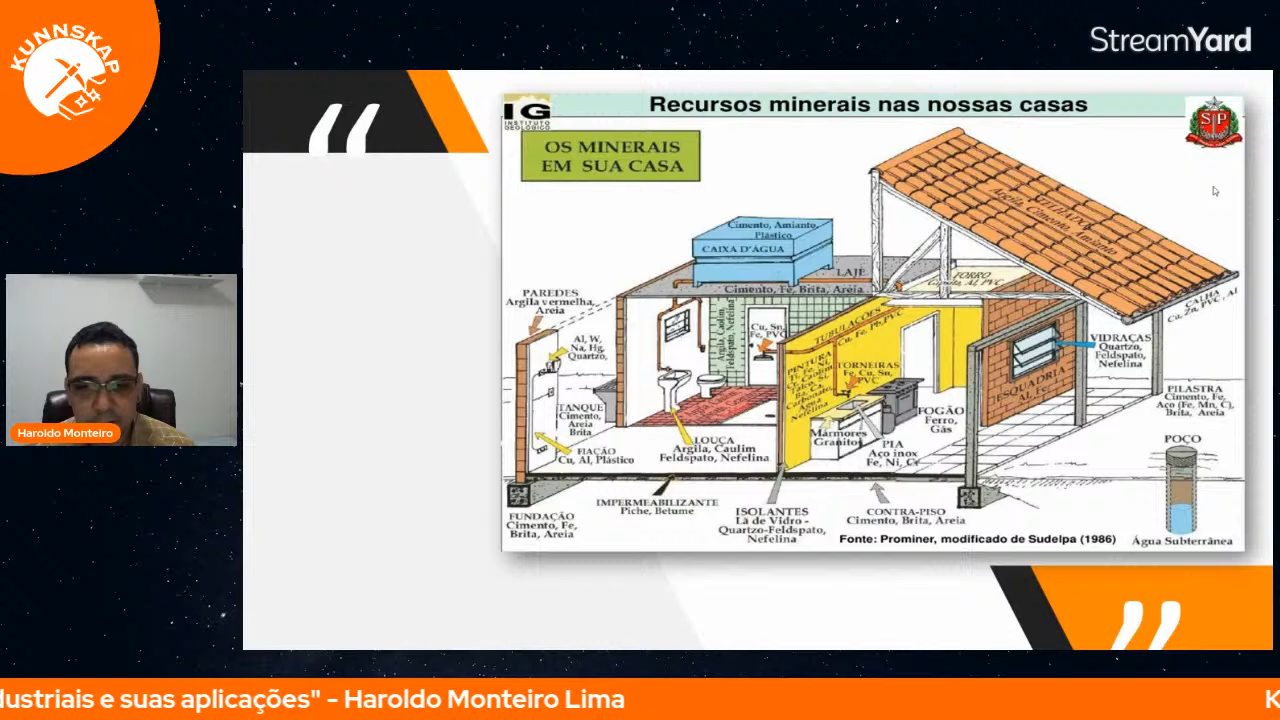 KUNNSKAP
StreamYard
Recursos minerais nas nossas casas
IG
INSTITUTO
GEOLÓGICO
SP
OS MINERAIS
EM SUA CASA
Cimento, Amianto,
Plástico
CAIXA D'ÁGUA
LAJE
Cimento, Fe, Brita, Areia
TELHADO
Argila, Cimento, Amianto
FORRO
CALHA
Cu, Zn, PVC, Al
PAREDES
Argila vermelha,
Areia
Al, W,
Na, Hg,
Quartzo,
Argila, Caulim,
Feldspato, Nefelina
Cu, Sn,
Fe, PVC
TUBULAÇÕES
Cu, Fe, Pb, PVC
PINTURA
Carbonato,
Água
Nefelina
TORNEIRAS
Fe, Cu, Sn,
PVC
VIDRAÇAS
Quartzo,
Feldspato,
Nefelina
ESQUADRIA
Al, Fe
PILASTRA
Cimento, Fe,
Aço (Fe, Mn, C),
Brita, Areia
TANQUE
Cimento,
Areia
Brita
FIAÇÃO
Cu, Al, Plástico
LOUÇA
Argila, Caulim
Feldspato, Nefelina
Mármores
Granitos
PIA
Aço inox
Fe, Ni, Cr
FOGÃO
Ferro,
Gás
POÇO
Água Subterrânea
FUNDAÇÃO
Cimento, Fe,
Brita, Areia
IMPERMEABILIZANTE
Piche, Betume
ISOLANTES
Lã de Vidro -
Quartzo-Feldspato,
Nefelina
CONTRA-PISO
Cimento, Brita, Areia
Fonte: Prominer, modificado de Sudelpa (1986)
Haroldo Monteiro
dustriais e suas aplicações" - Haroldo Monteiro Lima
K